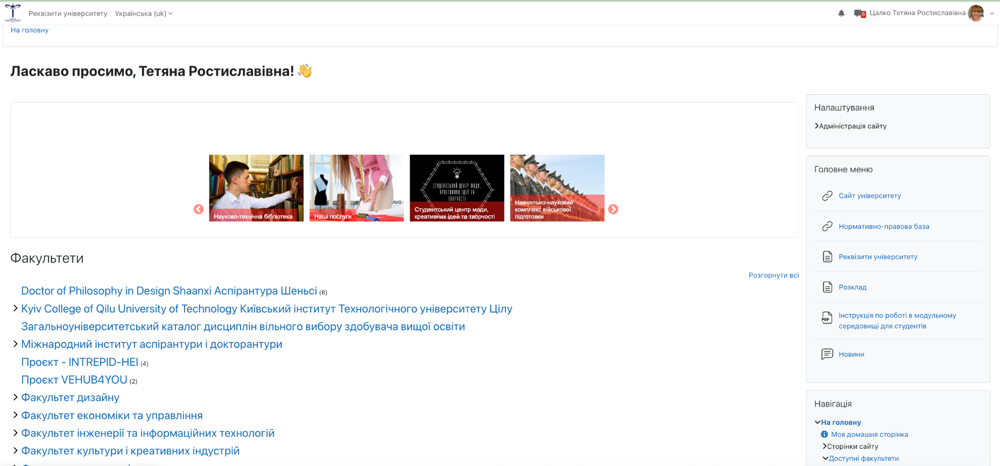 Реквізити університету
Українська (uk)
6
Цалко Тетяна Ростиславівна
На головну
Ласкаво просимо, Тетяна Ростиславівна! 👋
Науково-технічна бібліотека
Наші послуги
СТУДЕНТСЬКИЙ ЦЕНТР МОДИ,
КРЕАТИВНИХ ІДЕЙ ТА
ТВОРЧОСТІ
Студентський центр моди,
креативних ідей та творчості
Навчально-науковий
комплекс військової
підготовки
Факультети
Розгорнути всі
Doctor of Philosophy in Design Shaanxi Аспірантура Шеньсі (8)
Kyiv College of Qilu University of Technology Київський інститут Технологічного університету Цілу
Загальноуніверситетський каталог дисциплін вільного вибору здобувача вищої освіти
Міжнародний інститут аспірантури і докторантури
Проєкт - INTREPID-HEI (4)
Проєкт VEHUB4YOU (2)
Факультет дизайну
Факультет економіки та управління
Факультет інженерії та інформаційних технологій
Факультет культури і креативних індустрій
Налаштування
Адміністрація сайту
Головне меню
Сайт університету
Нормативно-правова база
Реквізити університету
Розклад
PDF
Інструкція по роботі в модульному
середовищі для студентів
Новини
Навігація
На головну
Моя домашня сторінка
Сторінки сайту
Доступні факультети